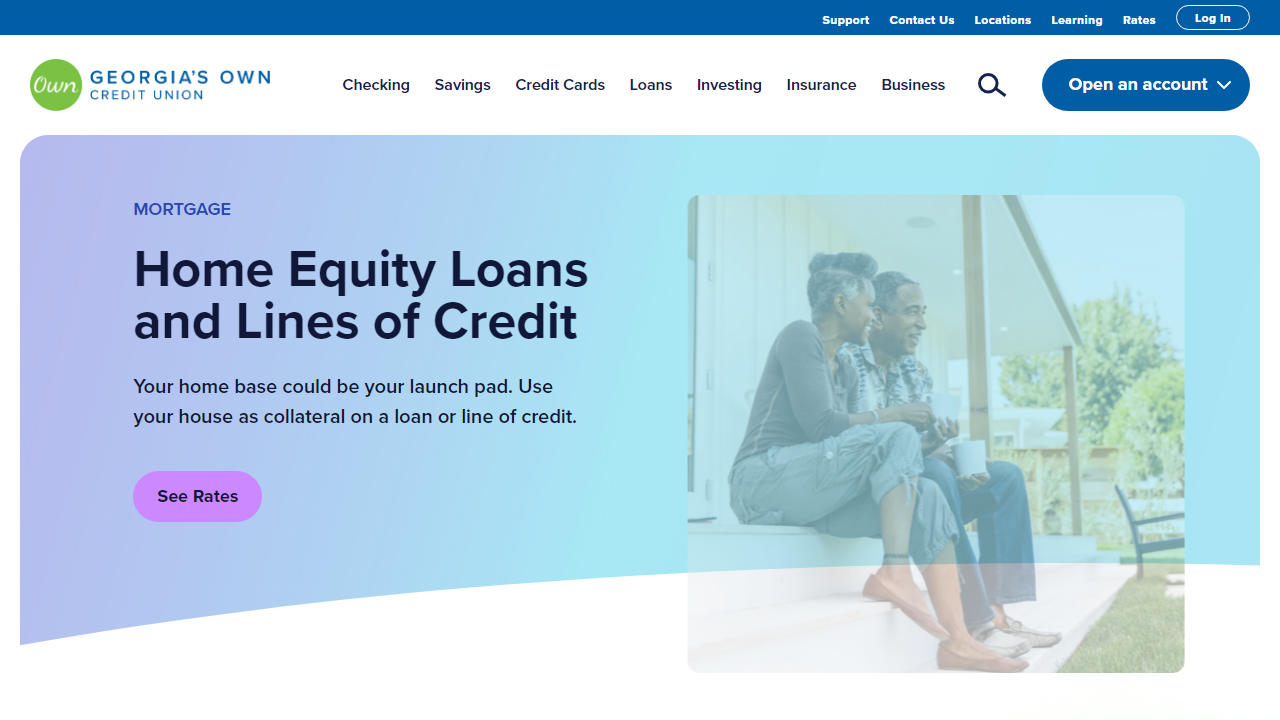 Support Contact Us Locations Learning Rates Log In
Own GEORGIA'S OWN
CREDIT UNION
Checking Savings Credit Cards Loans Investing Insurance Business Open an account
MORTGAGE
Home Equity Loans
and Lines of Credit
Your home base could be your launch pad. Use
your house as collateral on a loan or line of credit.
See Rates